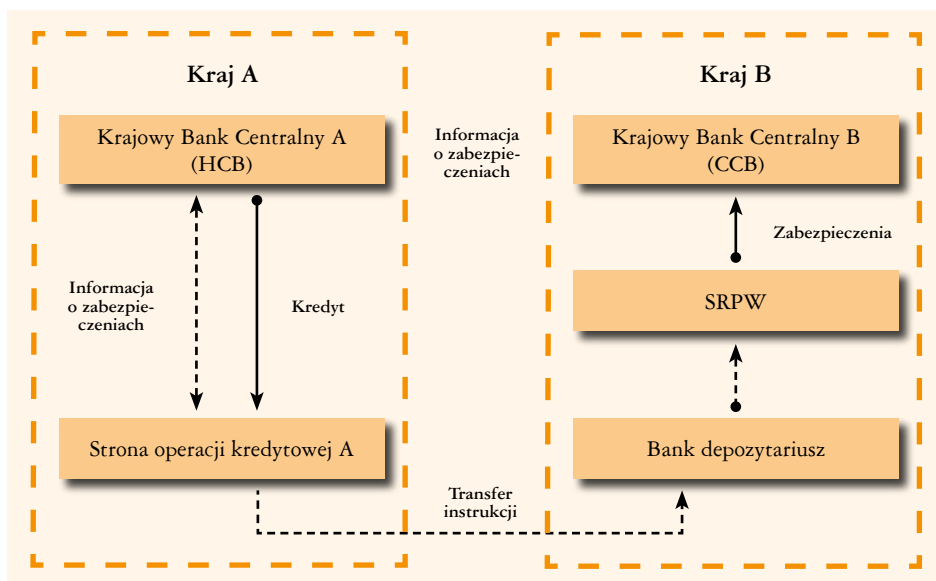 Kraj A
Krajowy Bank Centralny A
(HCB)
Informacja
o zabezpie-
czeniach
Kredyt
Strona operacji kredytowej A
Informacja
o zabezpie-
czeniach
Transfer
instrukcji
Kraj B
Krajowy Bank Centralny B
(CCB)
Zabezpieczenia
SRPW
Bank depozytariusz